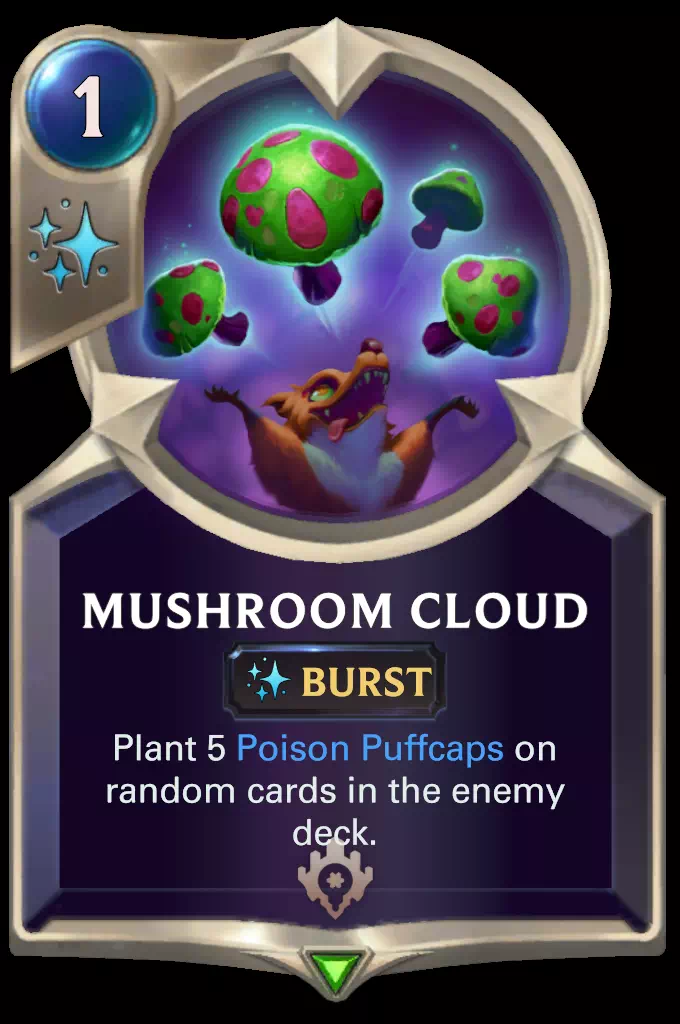 1
MUSHROOM CLOUD
BURST
Plant 5 Poison Puffcaps on
random cards in the enemy
deck.